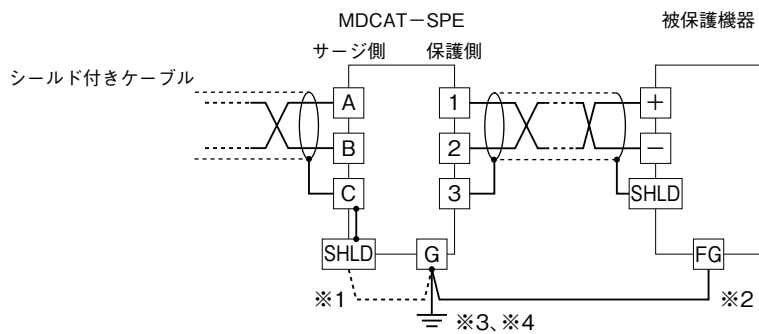 MDCAT－SPE
被保護機器
サージ側
保護側
シールド付きケーブル
A
1
＋
B
2
－
C
3
SHLD
SHLD
G
FG
※1
※2
※3、※4